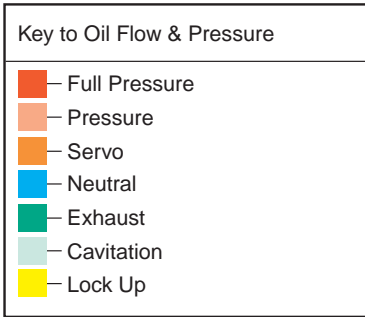 Key to Oil Flow & Pressure
Full Pressure
Pressure
Servo
Neutral
Exhaust
Cavitation
Lock Up